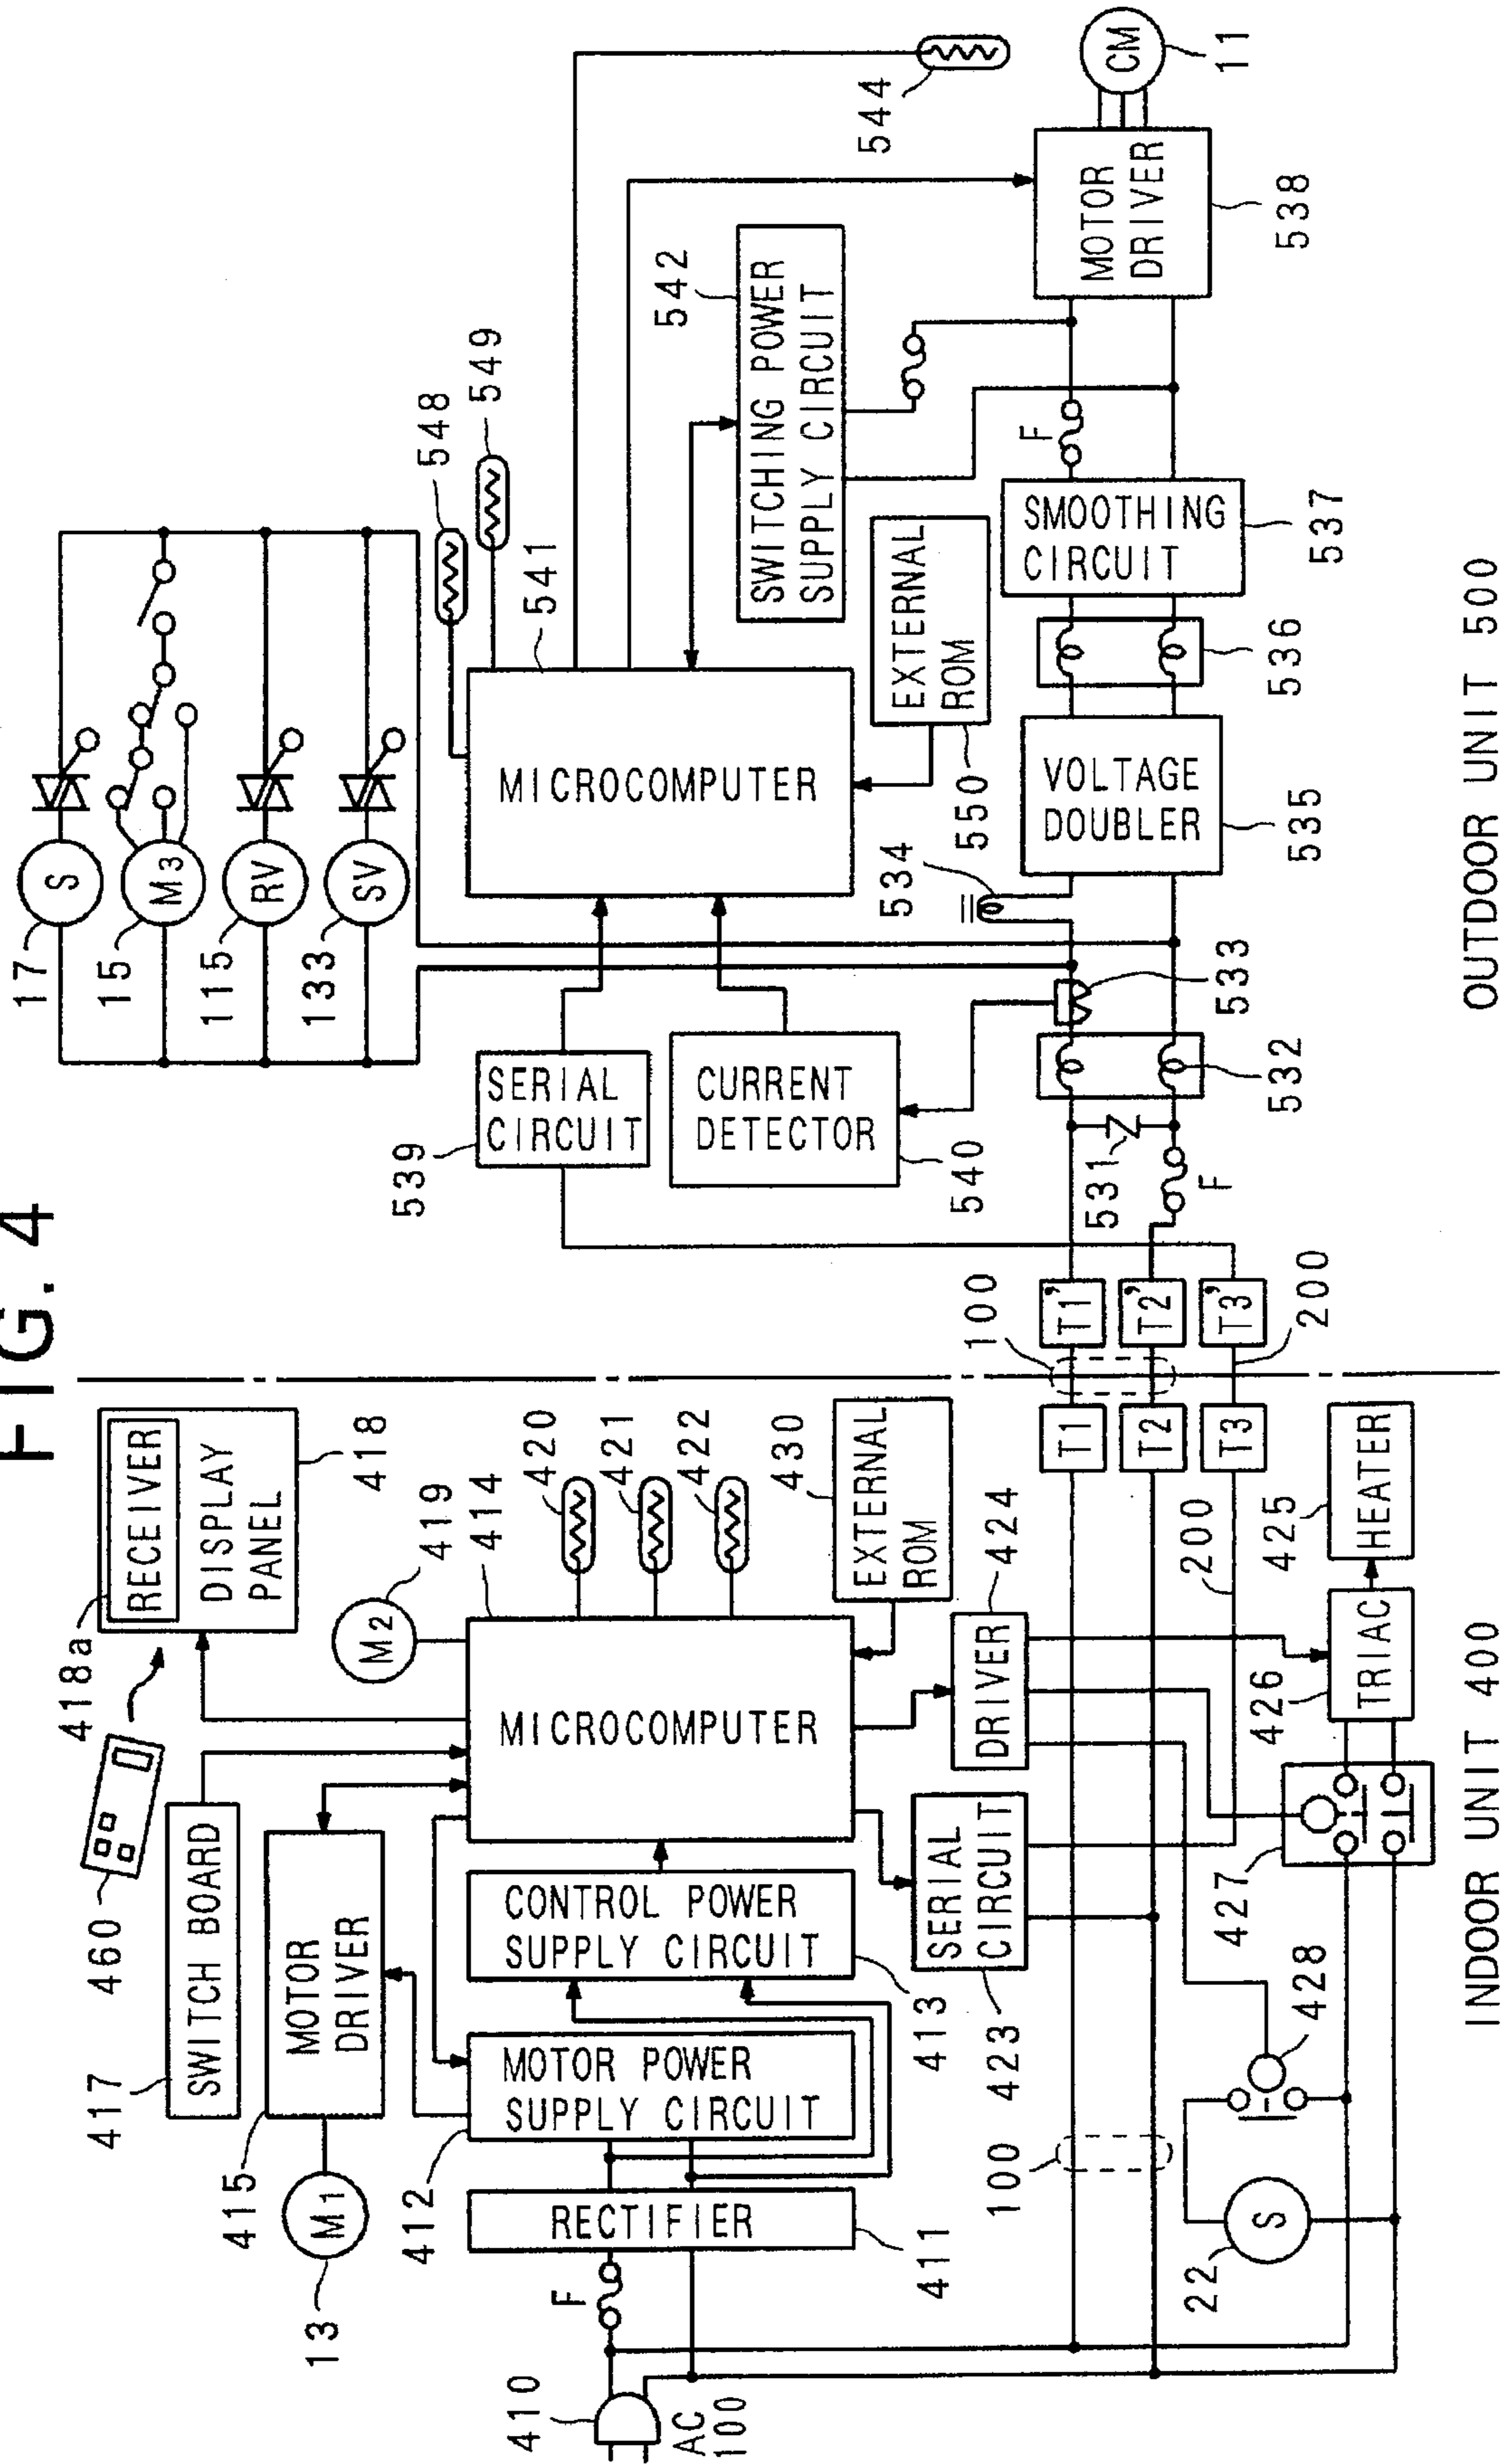 FIG. 4
RECEIVER
DISPLAY
PANEL
418a
418
460
SWITCH BOARD
417
MOTOR
DRIVER
415
M1
13
M2
419
414
MICROCOMPUTER
420
421
422
EXTERNAL
ROM
430
CONTROL POWER
SUPPLY CIRCUIT
413
MOTOR POWER
SUPPLY CIRCUIT
412
RECTIFIER
411
F
410
AC
100
SERIAL
CIRCUIT
423
DRIVER
424
T1
T2
T3
100
200
HEATER
425
TRIAC
426
427
428
S
22
INDOOR UNIT 400
100
T1'
T2'
T3'
200
S
17
M3
15
RV
115
SV
133
548
549
541
MICROCOMPUTER
SERIAL
CIRCUIT
539
CURRENT
DETECTOR
540
EXTERNAL
ROM
550
SWITCHING POWER
SUPPLY CIRCUIT
542
544
CM
11
MOTOR
DRIVER
538
F
SMOOTHING
CIRCUIT
537
536
VOLTAGE
DOUBLER
535
534
533
532
531
F
OUTDOOR UNIT 500